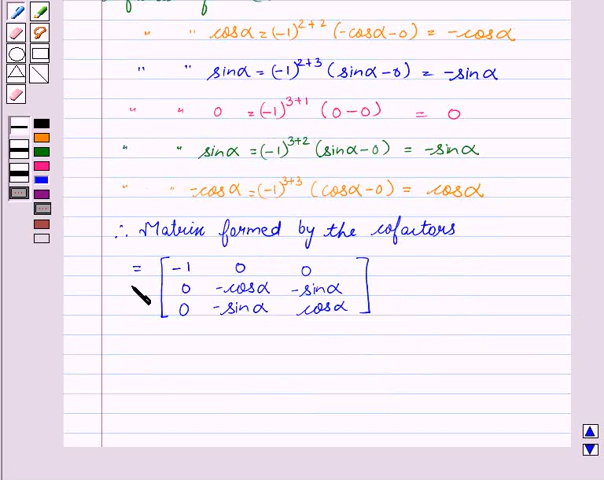 " " cosα = (-1)^{2+2} (-cosα-0) = -cosα
" " sinα = (-1)^{2+3} (sinα-0) = -sinα
" " 0 = (-1)^{3+1} (0-0) = 0
" " sinα = (-1)^{3+2} (sinα-0) = -sinα
" " -cosα = (-1)^{3+3} (cosα-0) = cosα
∴ Matrix formed by the cofactors
= [ -1 0 0
0 -cosα -sinα
0 -sinα cosα ]